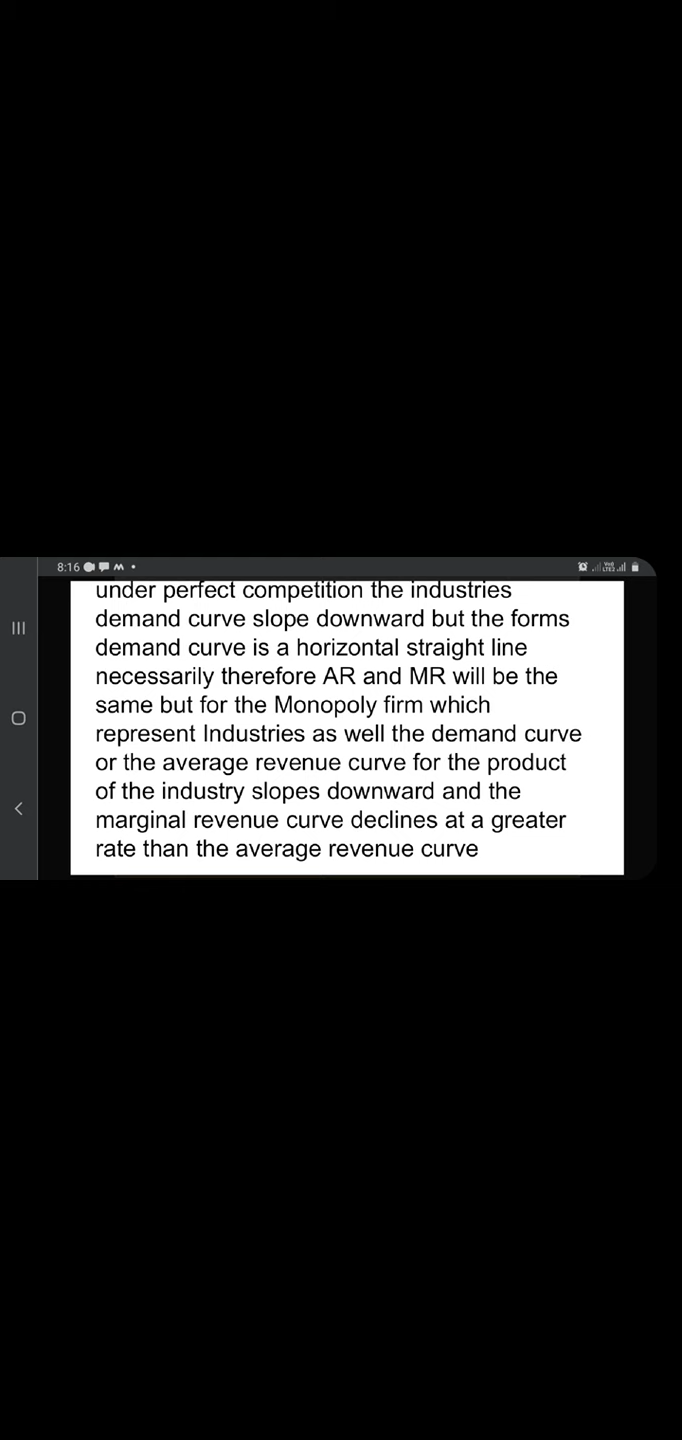 8:16
under perfect competition the industries
demand curve slope downward but the forms
demand curve is a horizontal straight line
necessarily therefore AR and MR will be the
same but for the Monopoly firm which
represent Industries as well the demand curve
or the average revenue curve for the product
of the industry slopes downward and the
marginal revenue curve declines at a greater
rate than the average revenue curve